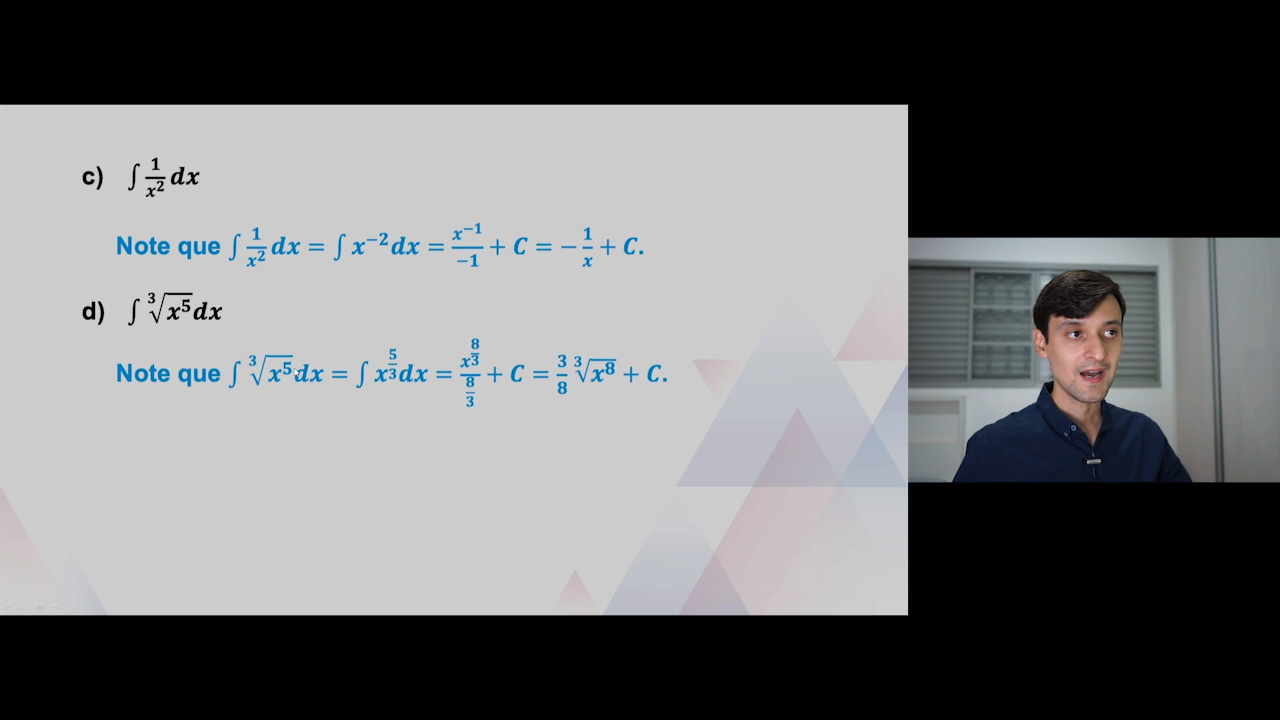 c) ∫ 1/x² dx
Note que ∫ 1/x² dx = ∫ x⁻² dx = x⁻¹/−1 + C = − 1/x + C.
d) ∫ ∛(x⁵) dx
Note que ∫ ∛(x⁵) dx = ∫ x^(5/3) dx = x^(8/3)/(8/3) + C = 3/8 ∛(x⁸) + C.